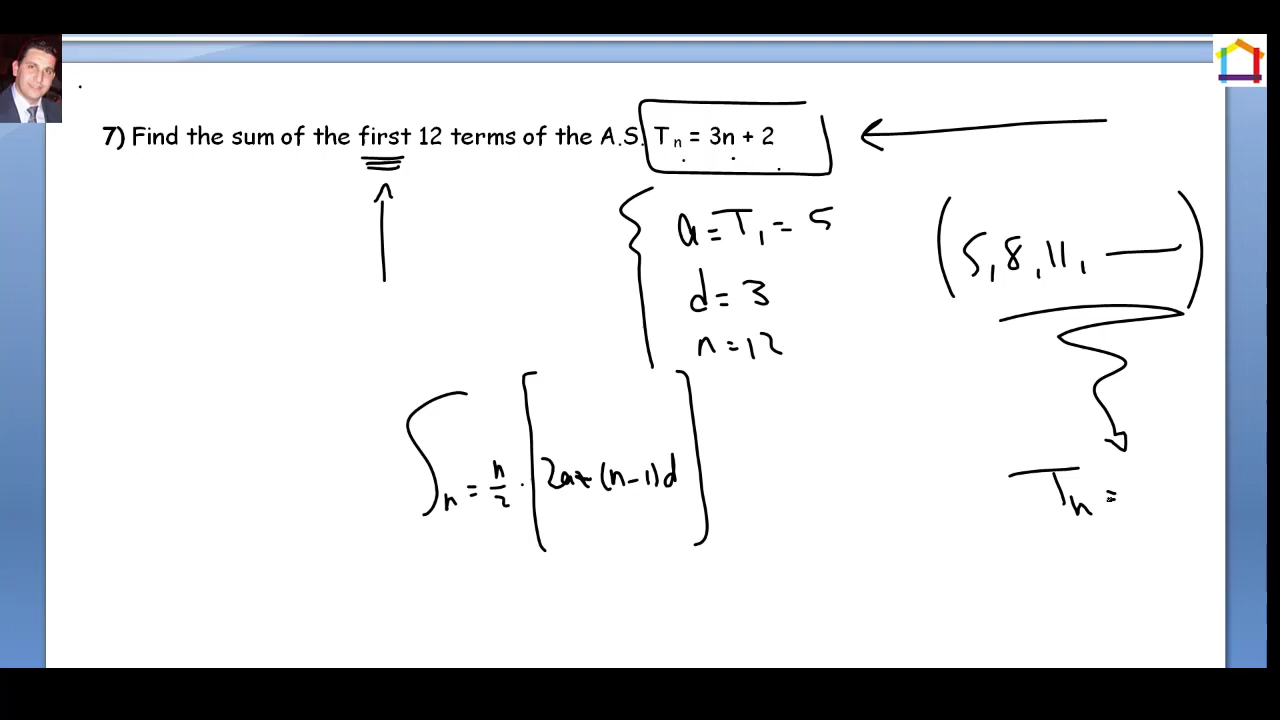 7) Find the sum of the first 12 terms of the A.S. Tₙ = 3n + 2
a = T₁ = 5
d = 3
n = 12
(5, 8, 11, —)
Sₙ = n/2 · [2a + (n - 1)d]
Tₙ =